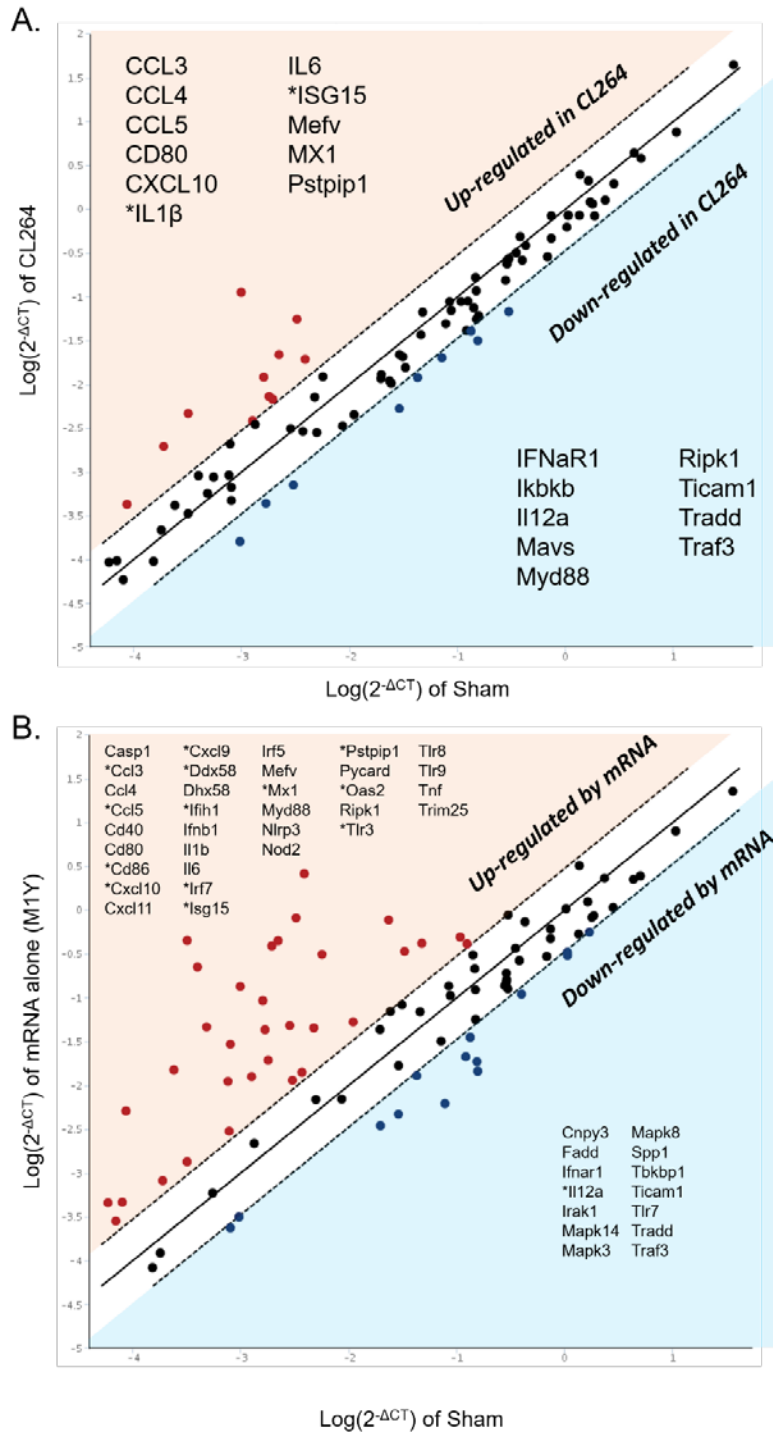 A.
CCL3 IL6
CCL4 *ISG15
CCL5 Mefv
CD80 MX1
CXCL10 Pstpip1
*IL1β
Up-regulated in CL264
Down-regulated in CL264
IFNaR1 Ripk1
Ikbkb Ticam1
Il12a Tradd
Mavs Traf3
Myd88
Log(2-ΔCT) of CL264
2
1.5
1
0.5
0
-0.5
-1
-1.5
-2
-2.5
-3
-3.5
-4
-4.5
-5
-4 -3 -2 -1 0 1
Log(2-ΔCT) of Sham
B.
Casp1 *Cxcl9 Irf5 *Pstpip1 Tlr8
*Ccl3 *Ddx58 Mefv Pycard Tlr9
Ccl4 Dhx58 *Mx1 *Oas2 Tnf
*Ccl5 *Ifih1 Myd88 Ripk1 Trim25
Cd40 Ifnb1 Nlrp3 *Tlr3
Cd80 Il1b Nod2
*Cd86 Il6
*Cxcl10 *Irf7
Cxcl11 *Isg15
Up-regulated by mRNA
Down-regulated by mRNA
Cnpy3 Mapk8
Fadd Spp1
Ifnar1 Tbkbp1
*Il12a Ticam1
Irak1 Tlr7
Mapk14 Tradd
Mapk3 Traf3
Log(2-ΔCT) of mRNA alone (M1Y)
2
1.5
1
0.5
0
-0.5
-1
-1.5
-2
-2.5
-3
-3.5
-4
-4.5
-5
-4 -3 -2 -1 0 1
Log(2-ΔCT) of Sham